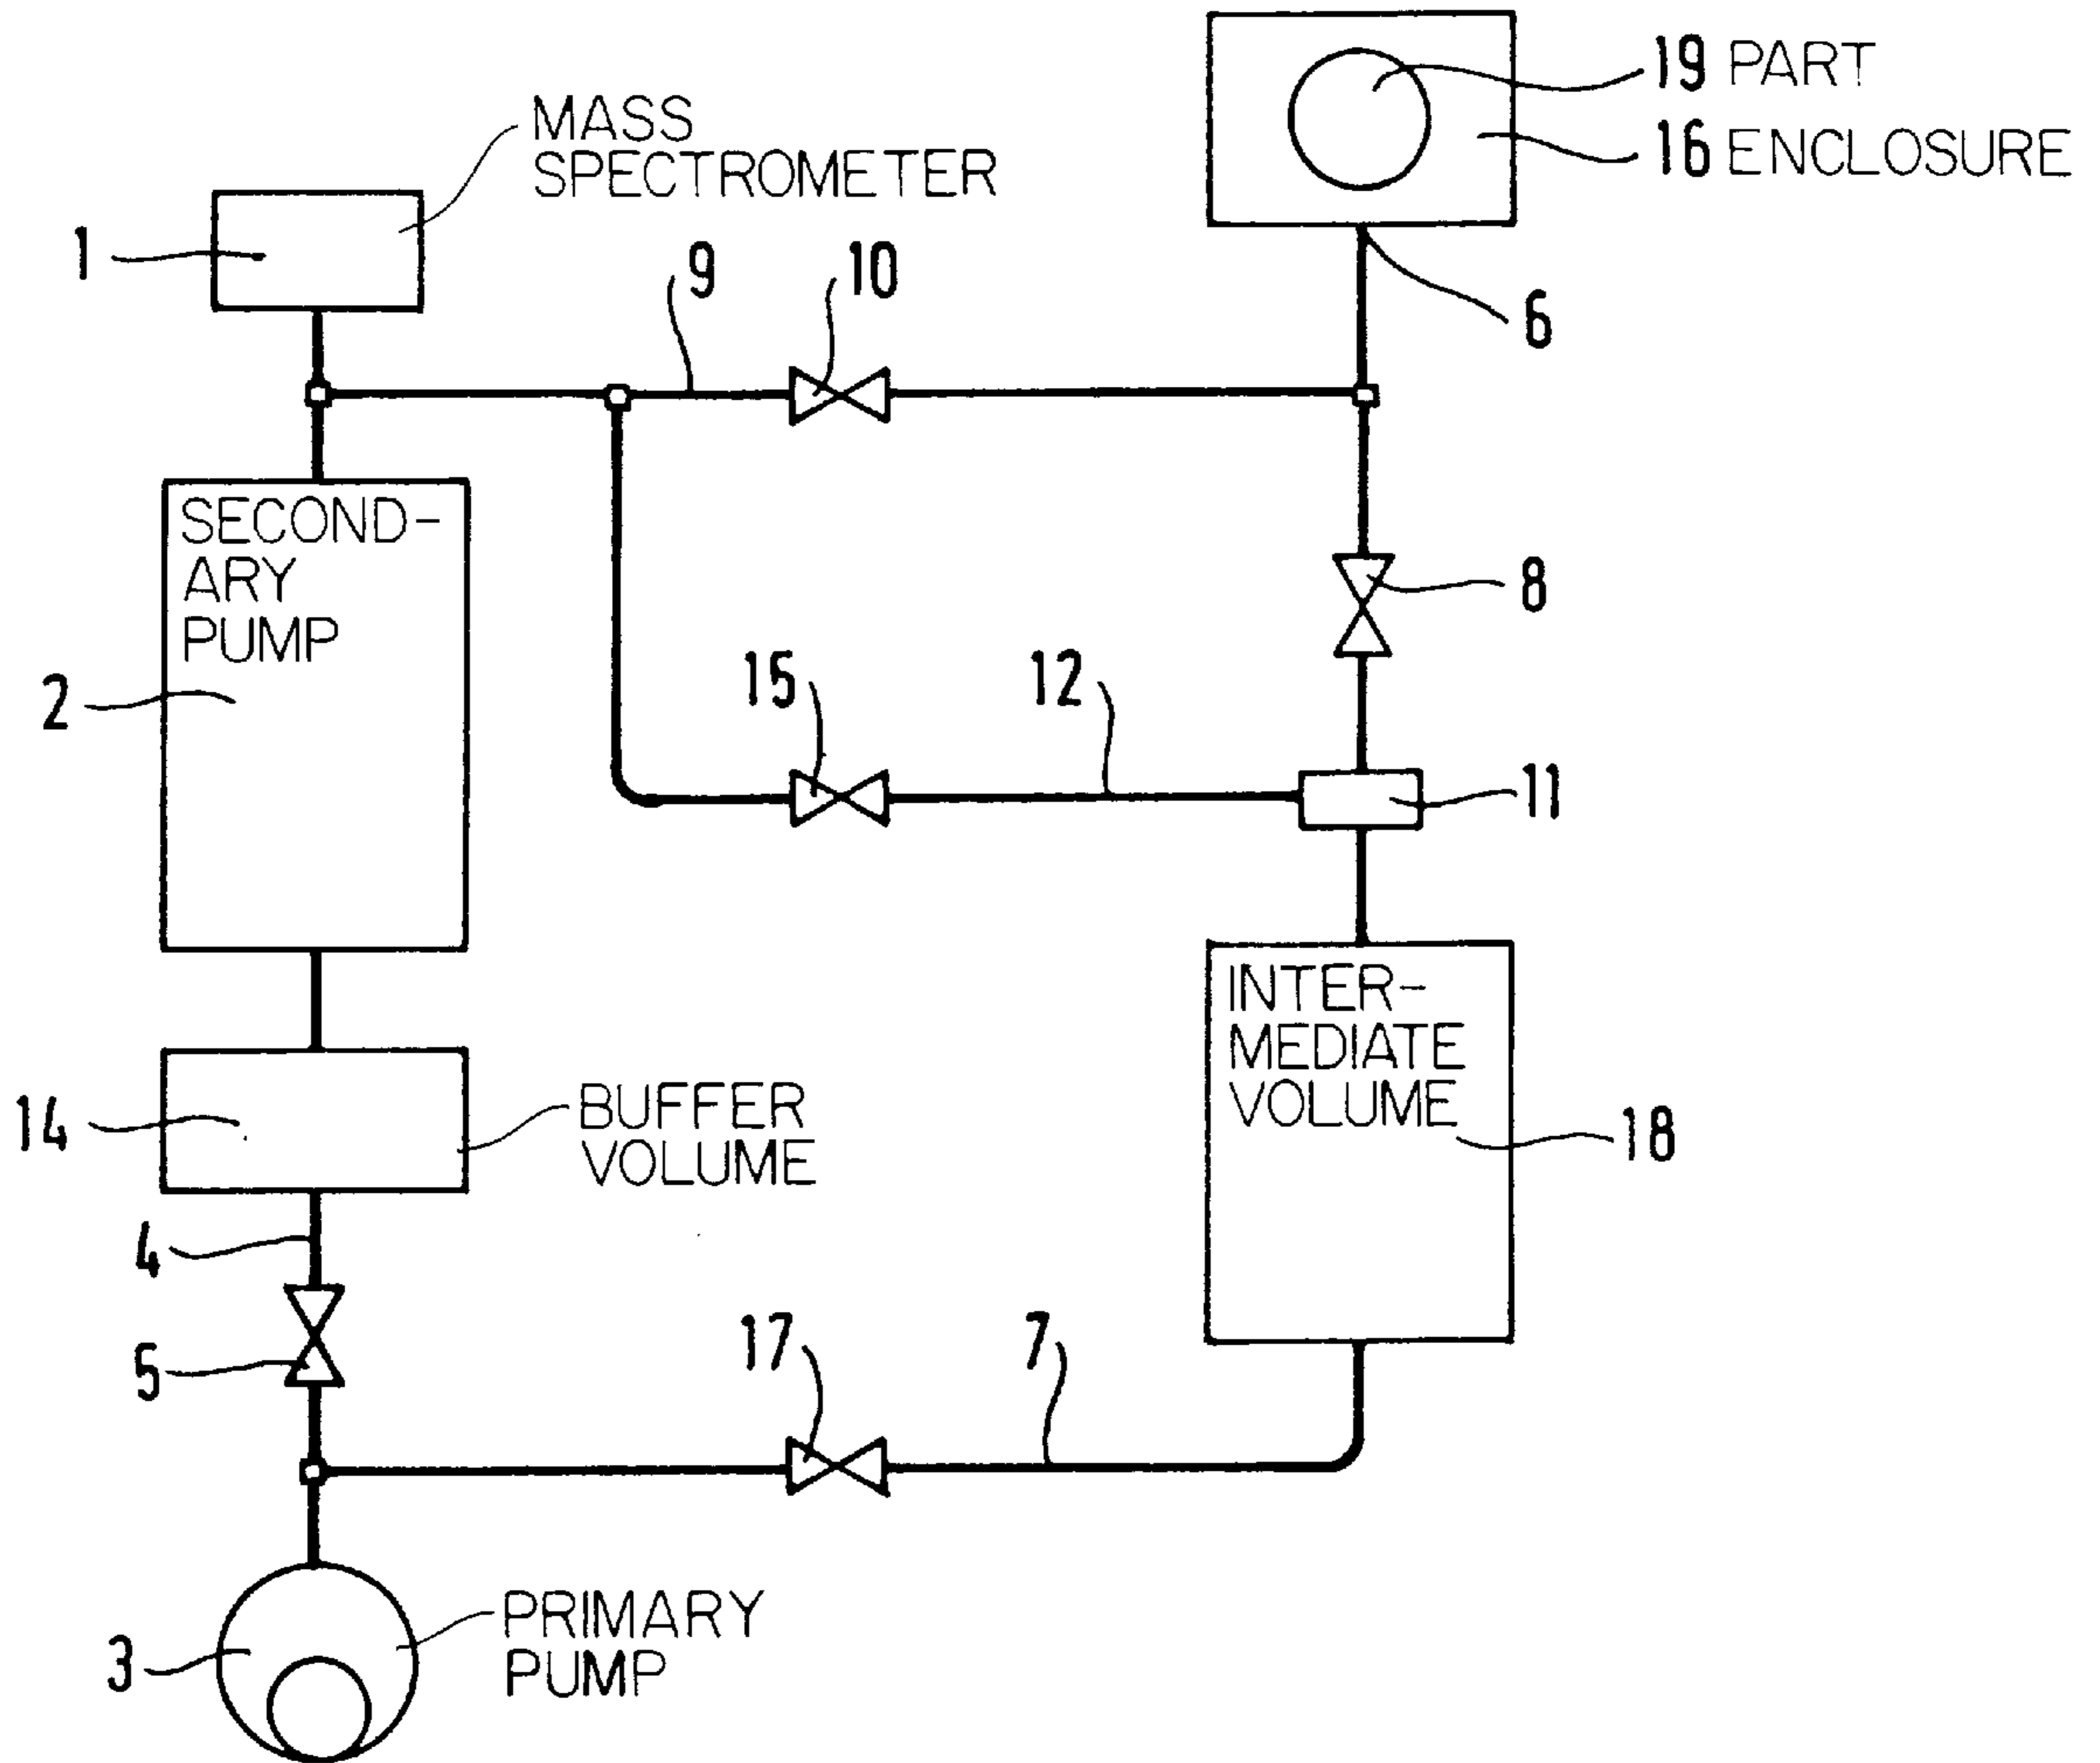 19 PART
MASS
SPECTROMETER
16 ENCLOSURE
1
9
10
6
SECOND-
ARY
PUMP
8
2
15
12
11
INTER-
MEDIATE
VOLUME
14
BUFFER
VOLUME
18
4
5
17
7
3
PRIMARY
PUMP